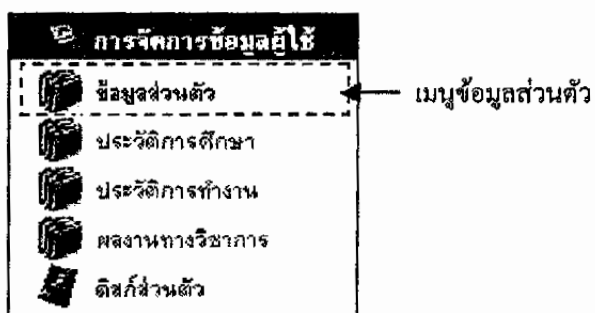 การจัดการข้อมูลผู้ใช้
ข้อมูลส่วนตัว
เมนูข้อมูลส่วนตัว
ประวัติการศึกษา
ประวัติการทำงาน
ผลงานทางวิชาการ
ดิสก์ส่วนตัว